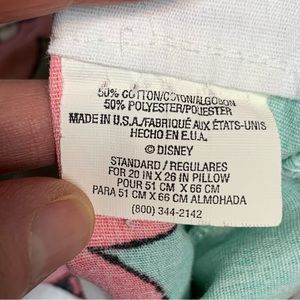 50% COTTON/COTON/ALGODON
50% POLYESTER/POLIESTER
MADE IN U.S.A./FABRIQUÉ AUX ÉTATS-UNIS
HECHO EN E.U.A.
© DISNEY
STANDARD / REGULARES
FOR 20 IN X 26 IN PILLOW
POUR 51 CM X 66 CM
PARA 51 CM X 66 CM ALMOHADA
(800) 344-2142